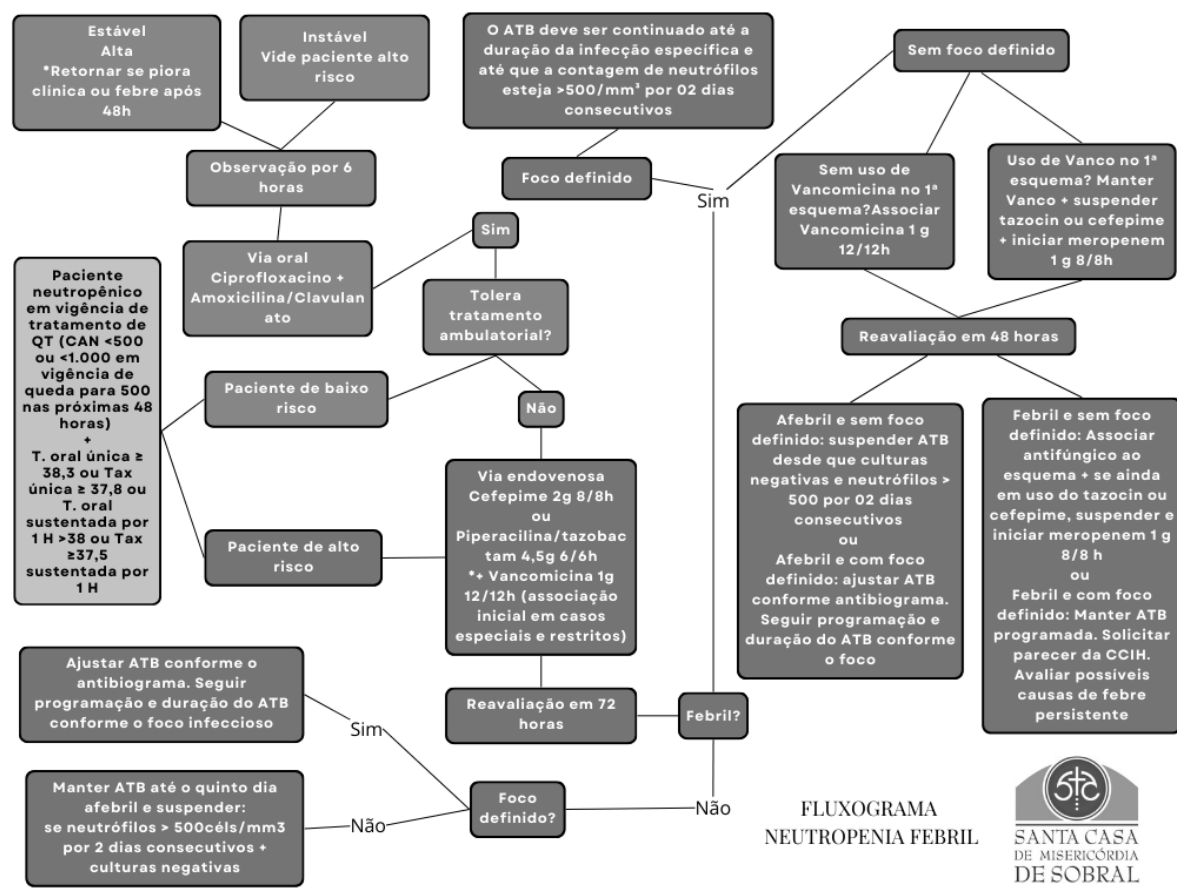 Estável
Alta
*Retornar se piora
clínica ou febre após
48h
Instável
Vide paciente alto
risco
O ATB deve ser continuado até a
duração da infecção específica e
até que a contagem de neutrófilos
esteja >500/mm³ por 02 dias
consecutivos
Sem foco definido
Observação por 6
horas
Foco definido
Sim
Sem uso de
Vancomicina no 1ª
esquema?Associar
Vancomicina 1 g
12/12h
Uso de Vanco no 1ª
esquema? Manter
Vanco + suspender
tazocin ou cefepime
+ iniciar meropenem
1 g 8/8h
Sim
Via oral
Ciprofloxacino +
Amoxicilina/Clavulan
ato
Paciente
neutropênico
em vigência de
tratamento de
QT (CAN <500
ou <1.000 em
vigência de
queda para 500
nas próximas 48
horas)
+
T. oral única ≥
38,3 ou Tax
única ≥ 37,8 ou
T. oral
sustentada por
1 H >38 ou Tax
≥37,5
sustentada por
1 H
Tolera
tratamento
ambulatorial?
Reavaliação em 48 horas
Paciente de baixo
risco
Não
Afebril e sem foco
definido: suspender ATB
desde que culturas
negativas e neutrófilos >
500 por 02 dias
consecutivos
ou
Afebril e com foco
definido: ajustar ATB
conforme antibiograma.
Seguir programação e
duração do ATB conforme
o foco
Febril e sem foco
definido: Associar
antifúngico ao
esquema + se ainda
em uso do tazocin ou
cefepime, suspender e
iniciar meropenem 1 g
8/8 h
ou
Febril e com foco
definido: Manter ATB
programada. Solicitar
parecer da CCIH.
Avaliar possíveis
causas de febre
persistente
Via endovenosa
Cefepime 2g 8/8h
ou
Piperacilina/tazobac
tam 4,5g 6/6h
*+ Vancomicina 1g
12/12h (associação
inicial em casos
especiais e restritos)
Paciente de alto
risco
Ajustar ATB conforme o
antibiograma. Seguir
programação e duração do ATB
conforme o foco infeccioso
Sim
Reavaliação em 72
horas
Febril?
Manter ATB até o quinto dia
afebril e suspender:
se neutrófilos > 500céls/mm3
por 2 dias consecutivos +
culturas negativas
Não
Foco
definido?
Não
FLUXOGRAMA
NEUTROPENIA FEBRIL
SANTA CASA
DE MISERICÓRDIA
DE SOBRAL